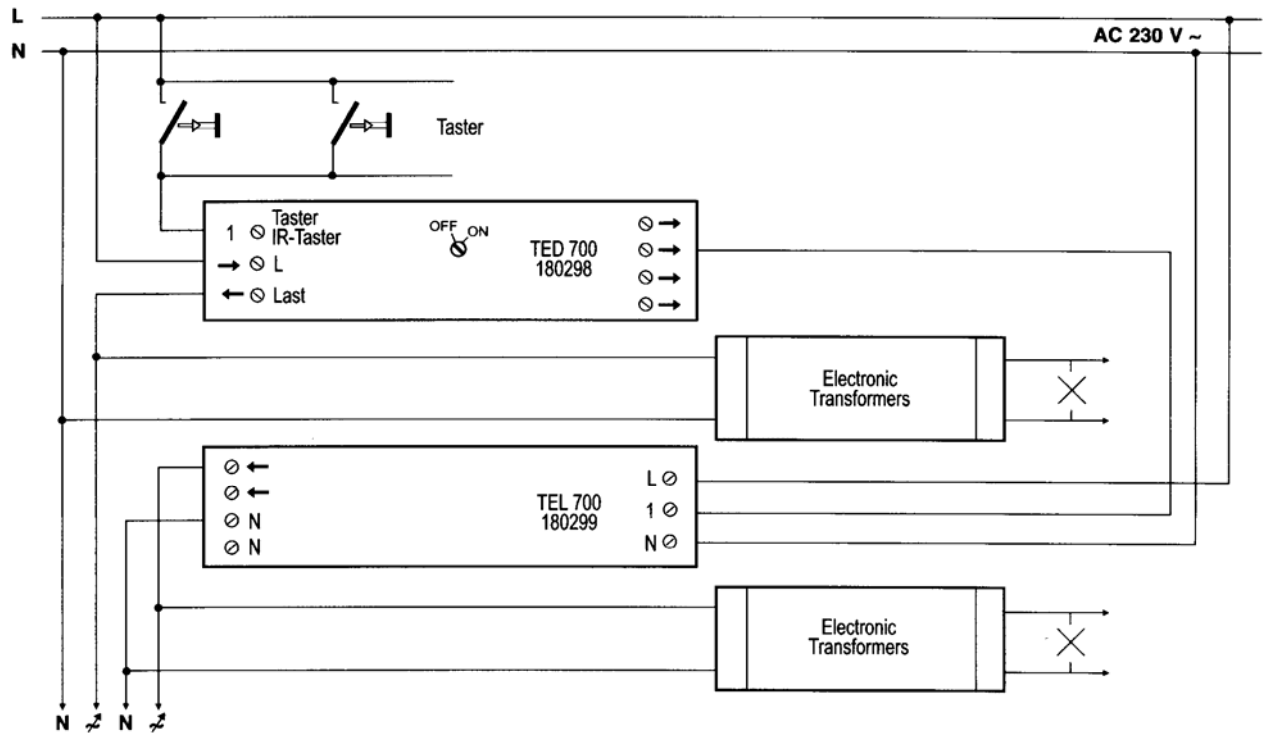 L
N
AC 230 V ~
Taster
1 Taster
IR-Taster
L
Last
OFF ON
TED 700
180298
Electronic
Transformers
N
N
TEL 700
180299
L
1
N
Electronic
Transformers
N N